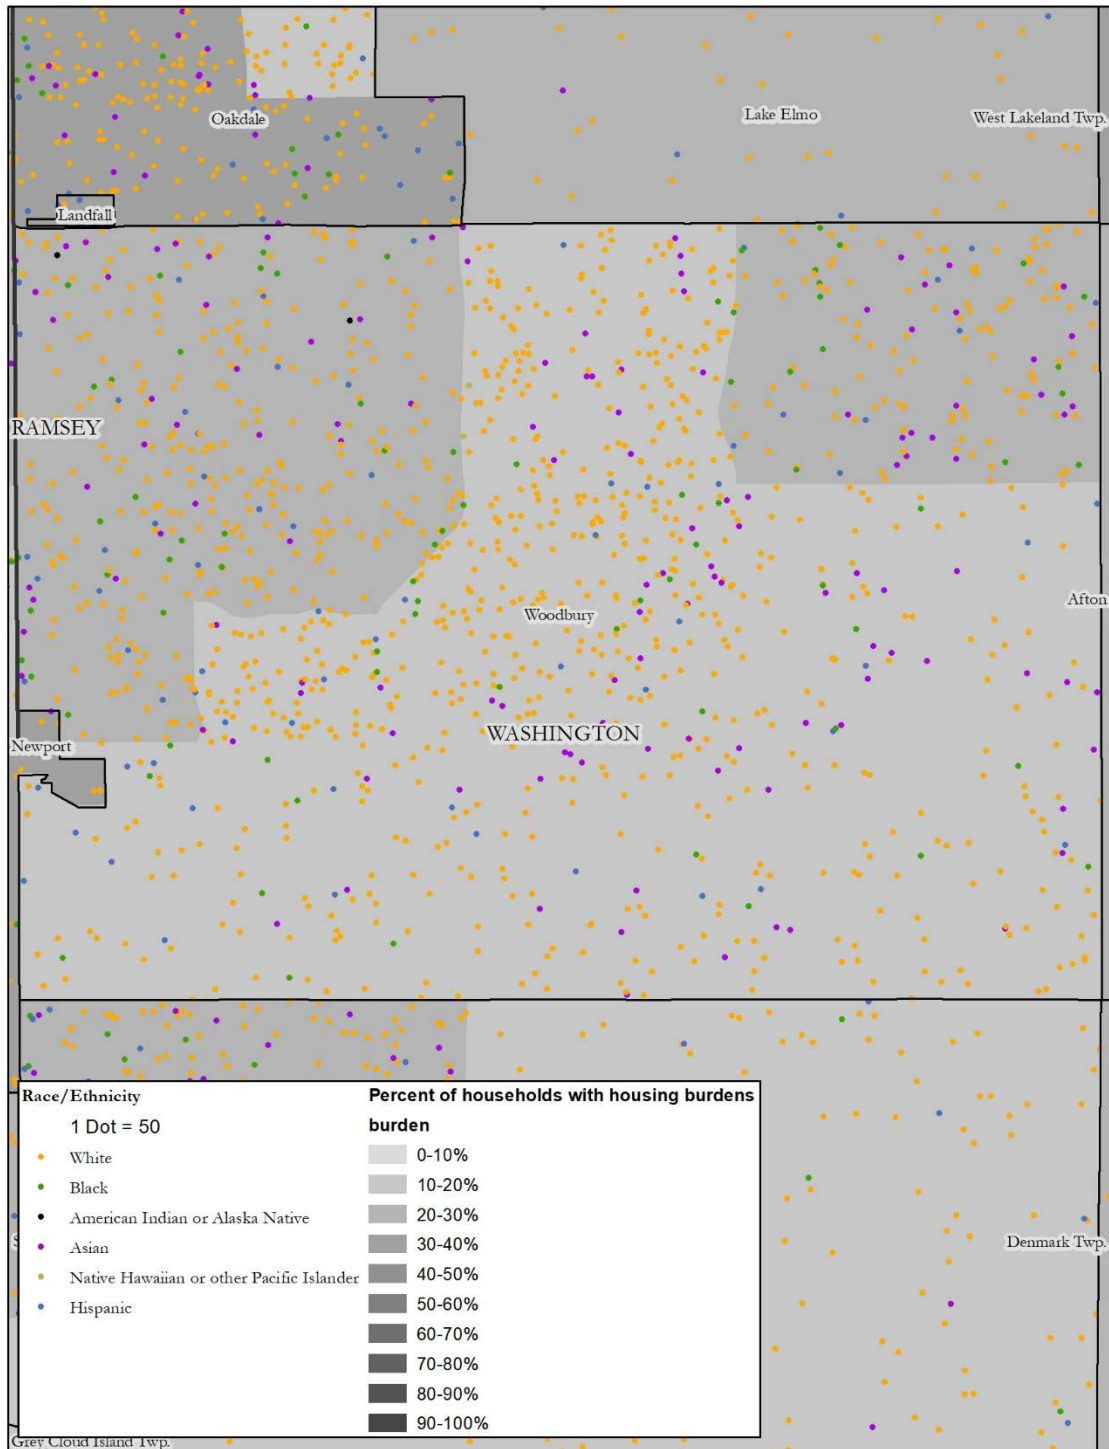 Oakdale
Lake Elmo
West Lakeland Twp.
Landfall
RAMSEY
Afton
Woodbury
WASHINGTON
Newport
Race/Ethnicity
1 Dot = 50
White
Black
American Indian or Alaska Native
Asian
Native Hawaiian or other Pacific Islander
Hispanic
Percent of households with housing burdens
burden
0-10%
10-20%
20-30%
30-40%
40-50%
50-60%
60-70%
70-80%
80-90%
90-100%
Denmark Twp.
Grey Cloud Island Twp.